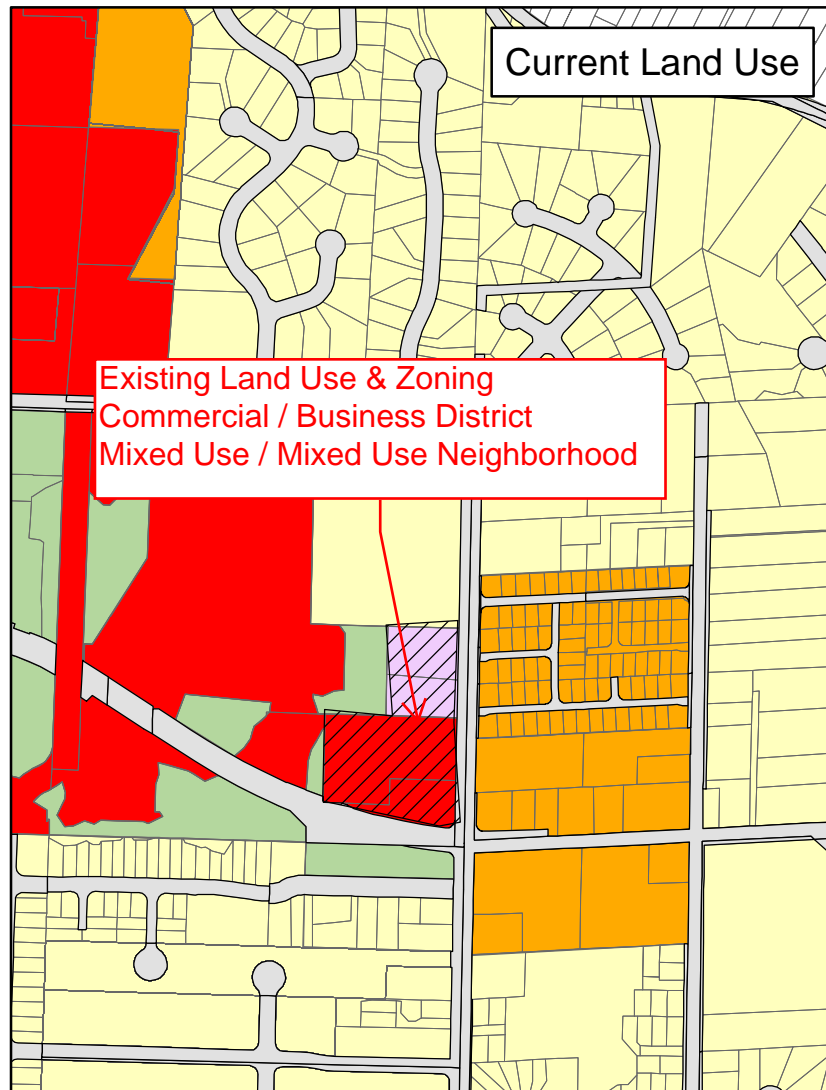 Current Land Use
Existing Land Use & Zoning
Commercial / Business District
Mixed Use / Mixed Use Neighborhood